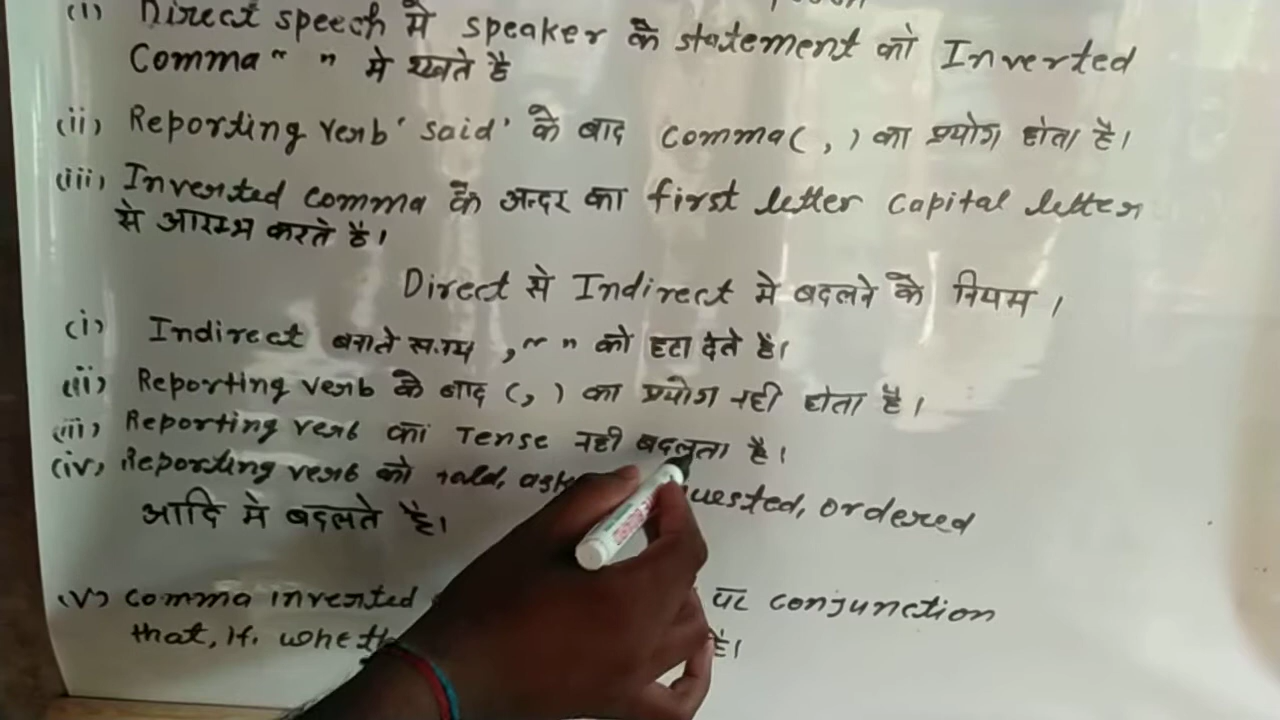 (i) Direct speech मे speaker के statement को Inverted
Comma " " मे रखते है
(ii) Reporting verb 'said' के बाद comma ( , ) का प्रयोग होता है।
(iii) Inverted comma के अन्दर का first letter capital letter
से आरम्भ करते है।
Direct से Indirect मे बदलने के नियम ।
(i) Indirect बनाते समय , " " को हटा देते है।
(ii) Reporting verb के बाद ( , ) का प्रयोग नही होता है।
(iii) Reporting verb का Tense नही बदलता है।
(iv) Reporting verb को told, ordered
आदि मे बदलते है।
(v) Comma inverted पर conjunction
that, if. है।